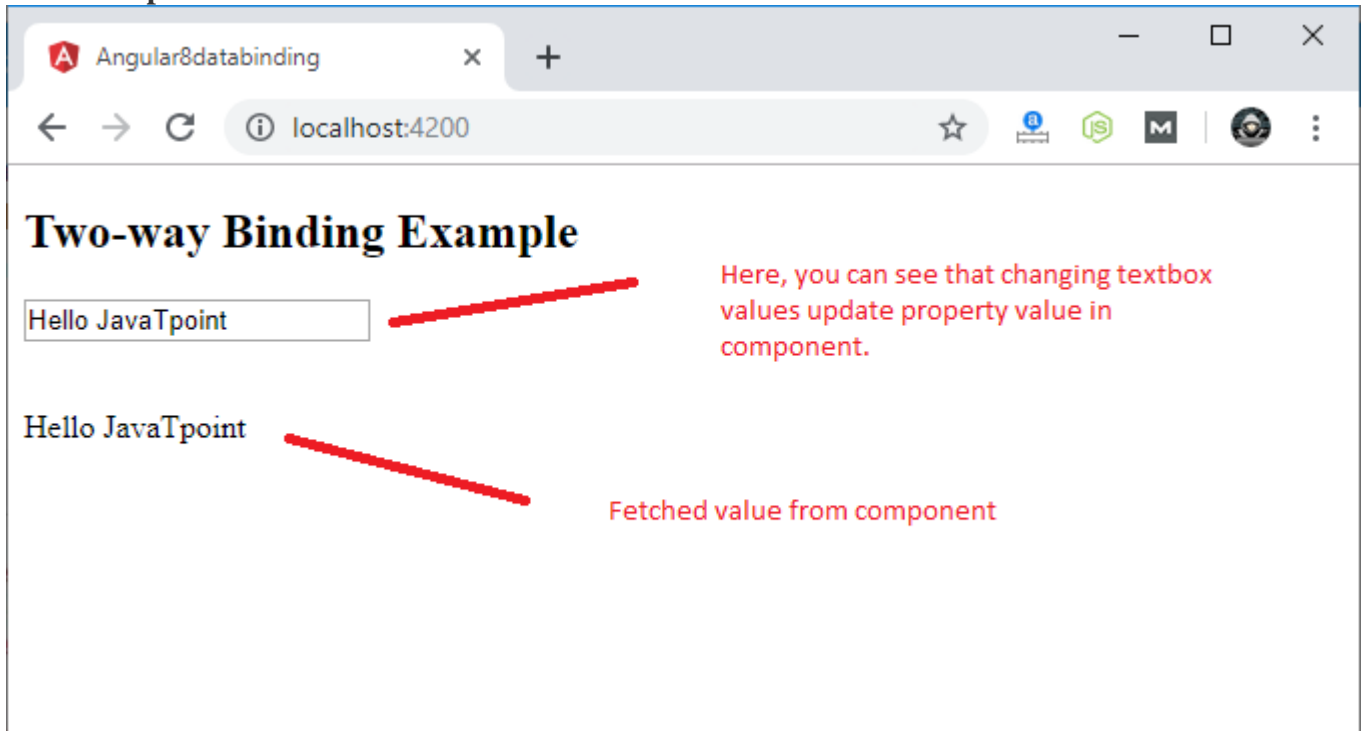 Angular8databinding
localhost:4200
Two-way Binding Example
Hello JavaTpoint
Here, you can see that changing textbox
values update property value in
component.
Hello JavaTpoint
Fetched value from component